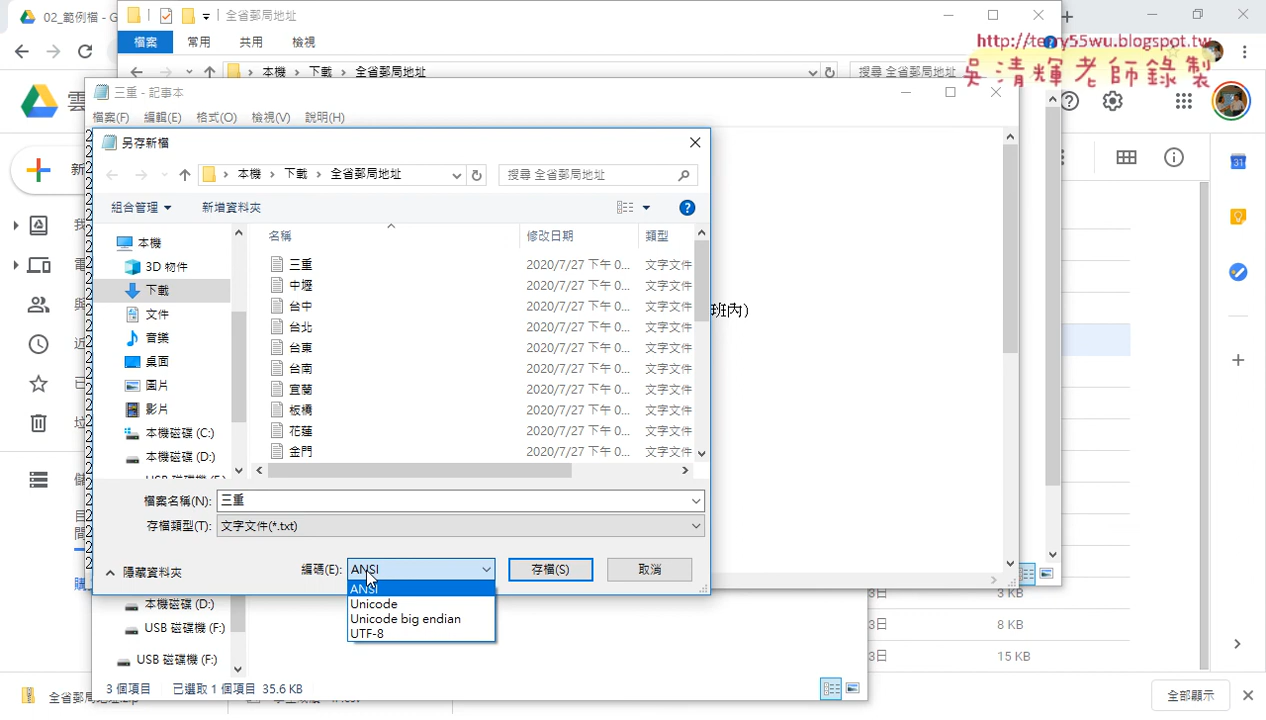 02_範例檔 - G
全省郵局地址
檔案 常用 共用 檢視
本機 › 下載 › 全省郵局地址
搜尋 全省郵局地址
http://terry55wu.blogspot.tw
吳清輝老師錄製
三重 - 記事本
檔案(F) 編輯(E) 格式(O) 檢視(V) 說明(H)
另存新檔
本機 › 下載 › 全省郵局地址
搜尋 全省郵局地址
組合管理 新增資料夾
名稱 修改日期 類型
本機
3D 物件
下載
文件
音樂
桌面
圖片
影片
本機磁碟 (C:)
本機磁碟 (D:)
三重 2020/7/27 下午 0... 文字文件
中壢 2020/7/27 下午 0... 文字文件
台中 2020/7/27 下午 0... 文字文件
台北 2020/7/27 下午 0... 文字文件
台東 2020/7/27 下午 0... 文字文件
台南 2020/7/27 下午 0... 文字文件
宜蘭 2020/7/27 下午 0... 文字文件
板橋 2020/7/27 下午 0... 文字文件
花蓮 2020/7/27 下午 0... 文字文件
金門 2020/7/27 下午 0... 文字文件
班內)
檔案名稱(N): 三重
存檔類型(T): 文字文件(*.txt)
隱藏資料夾
編碼(E): ANSI
存檔(S) 取消
ANSI
Unicode
Unicode big endian
UTF-8
本機磁碟 (D:)
USB 磁碟機 (F:)
USB 磁碟機 (F:)
3 個項目 已選取 1 個項目 35.6 KB
3日 3 KB
3日 8 KB
3日 15 KB
全省郵局地址.zip
全部顯示